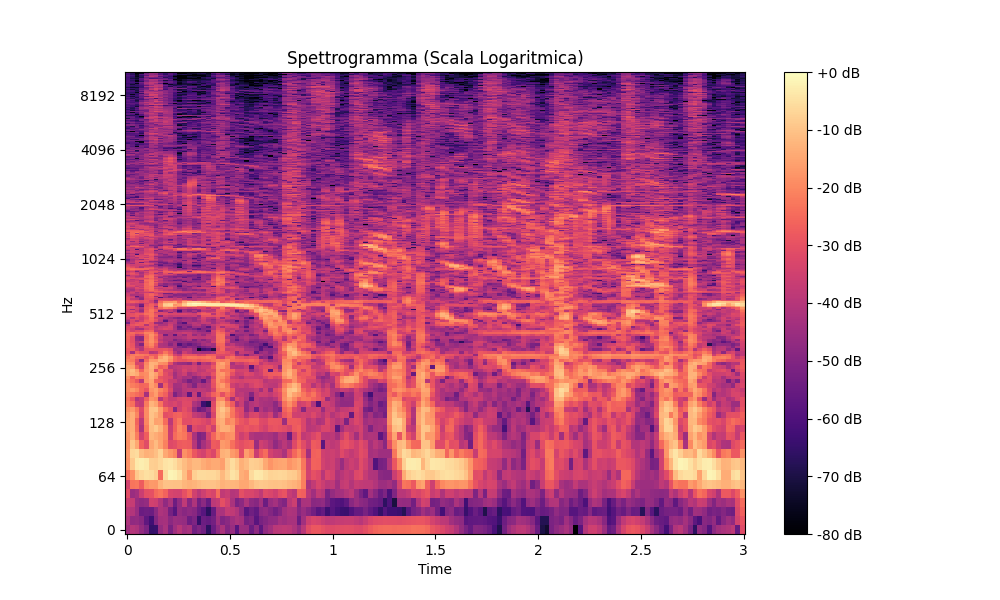 Spettrogramma (Scala Logaritmica)
Hz
8192
4096
2048
1024
512
256
128
64
0
0
0.5
1
1.5
2
2.5
3
Time
+0 dB
-10 dB
-20 dB
-30 dB
-40 dB
-50 dB
-60 dB
-70 dB
-80 dB